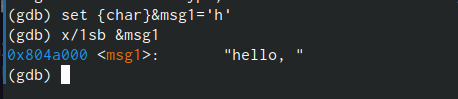 (gdb) set {char}&msg1='h'
(gdb) x/1sb &msg1
0x804a000 <msg1>:       "hello, "
(gdb)